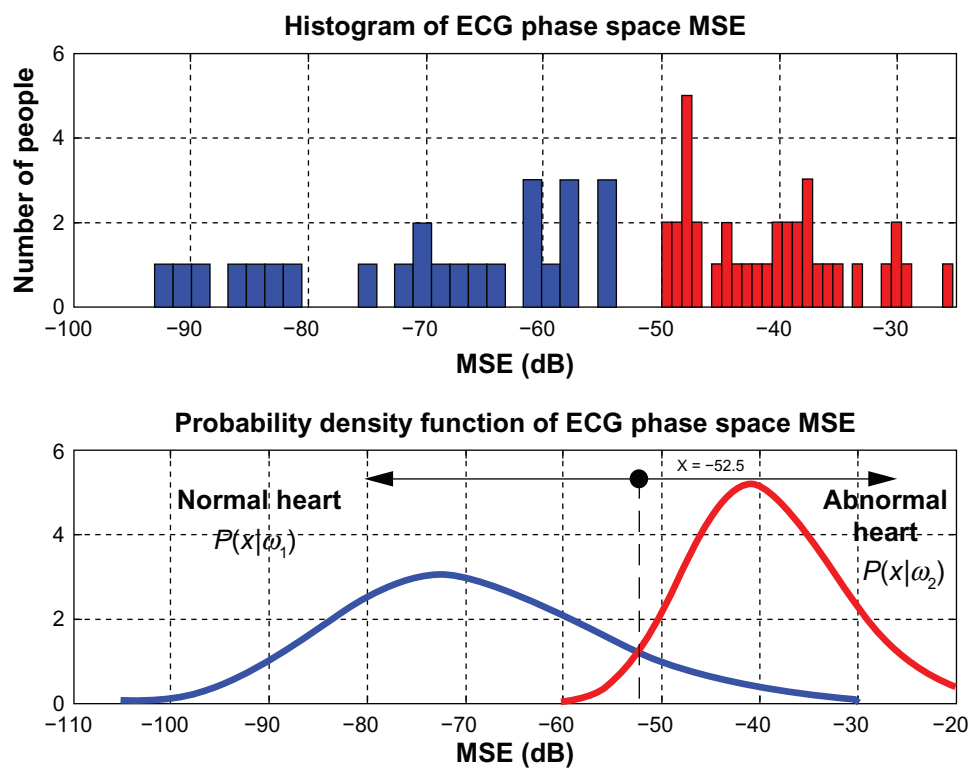 Histogram of ECG phase space MSE
Number of people
6
4
2
0
−100 −90 −80 −70 −60 −50 −40 −30
MSE (dB)
Probability density function of ECG phase space MSE
6
4
2
0
X = −52.5
Normal heart
P(x|ω₁)
Abnormal
heart
P(x|ω₂)
−110 −100 −90 −80 −70 −60 −50 −40 −30 −20
MSE (dB)